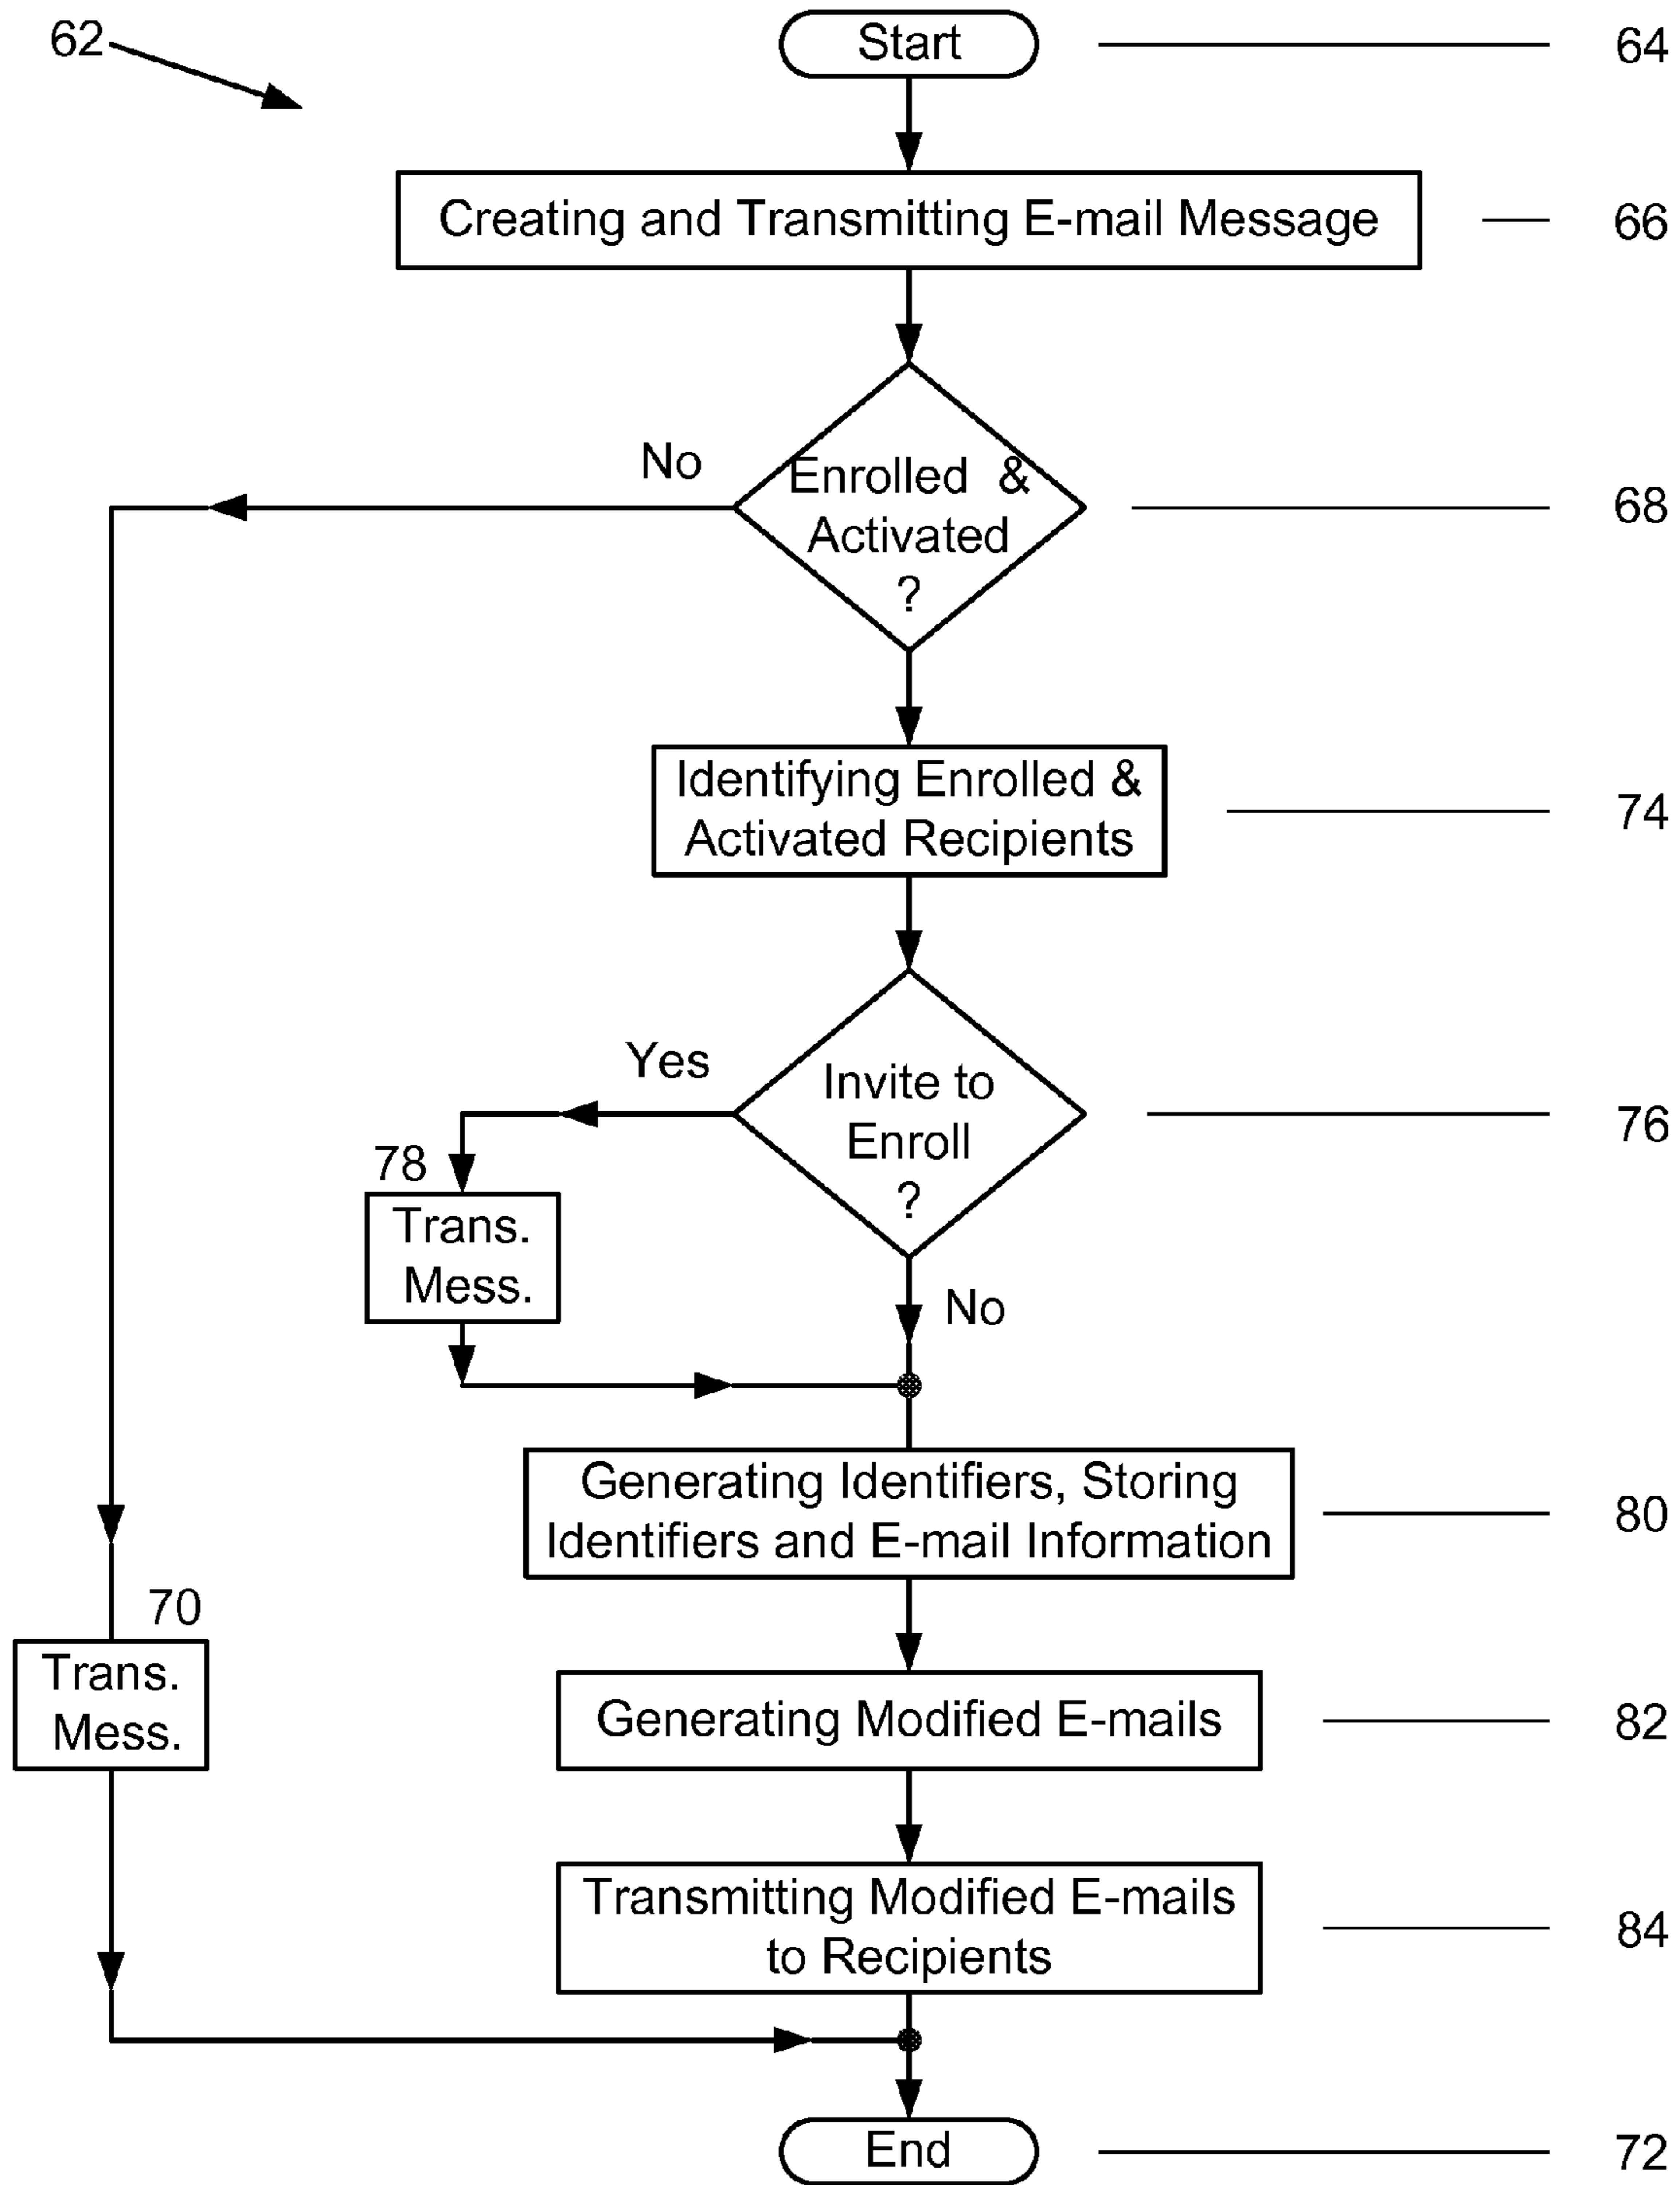 62
Start
64
Creating and Transmitting E-mail Message
66
No
Enrolled &
Activated
?
68
Identifying Enrolled &
Activated Recipients
74
Yes
Invite to
Enroll
?
76
78
Trans.
Mess.
No
Generating Identifiers, Storing
Identifiers and E-mail Information
80
70
Trans.
Mess.
Generating Modified E-mails
82
Transmitting Modified E-mails
to Recipients
84
End
72